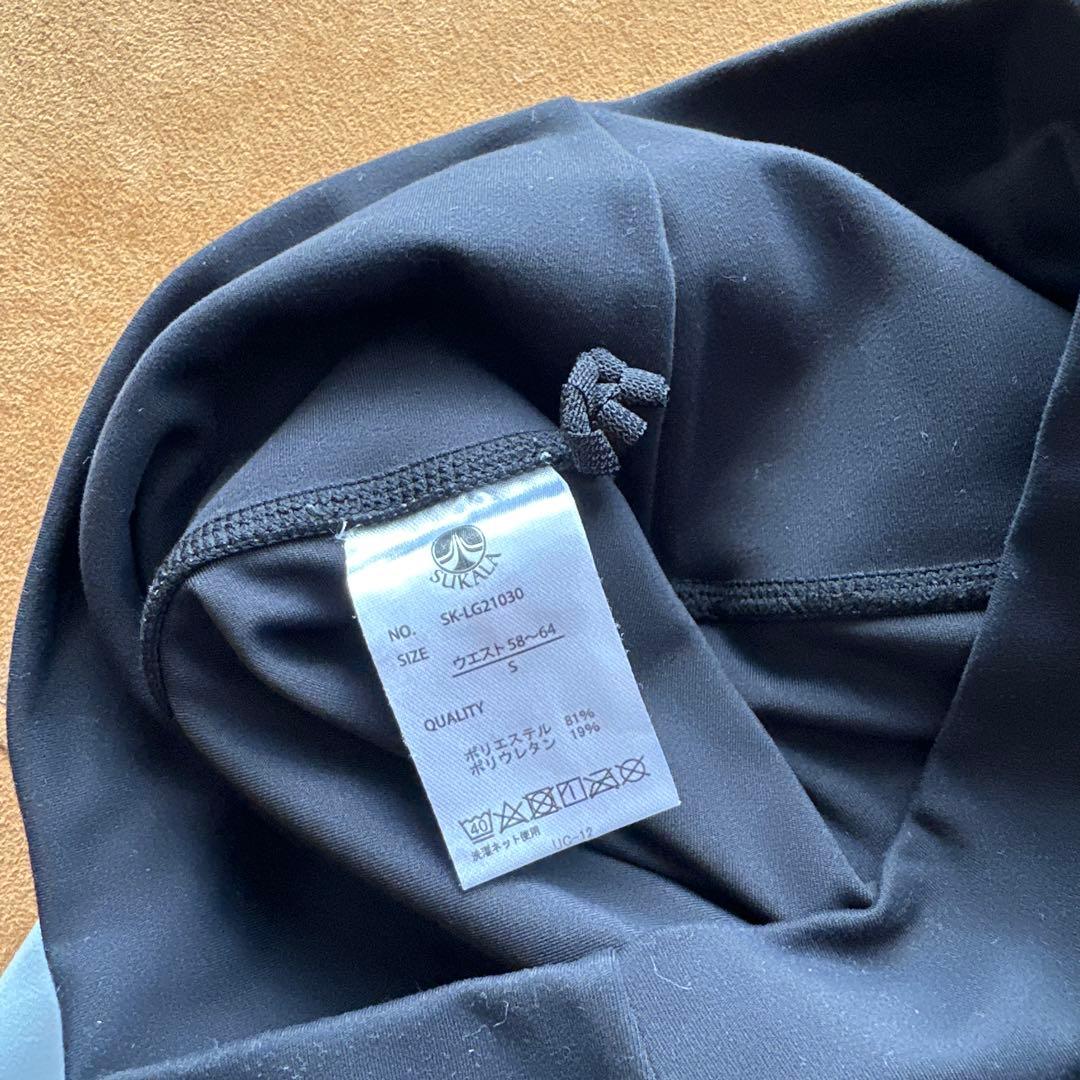 SUKALA
NO. SK-LG21030
SIZE ウエスト58〜64
S
QUALITY
ポリエステル 81%
ポリウレタン 19%
40
洗濯ネット使用 UC-12